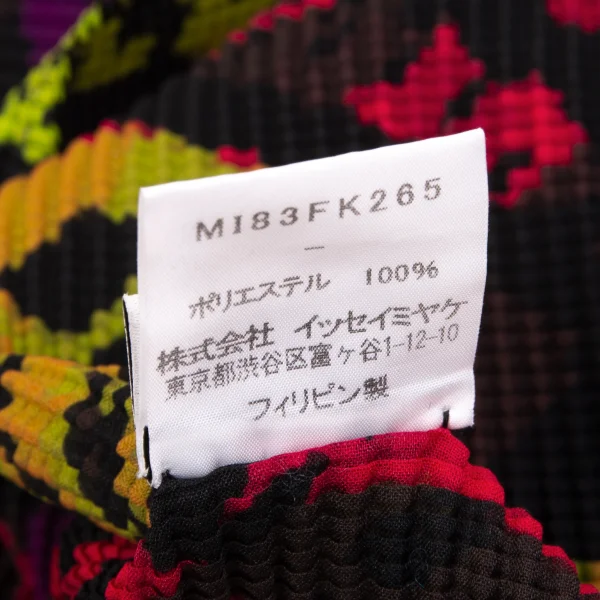 MI83FK265
—
ポリエステル 100%
株式会社 イッセイミヤケ
東京都渋谷区富ヶ谷1-12-10
フィリピン製